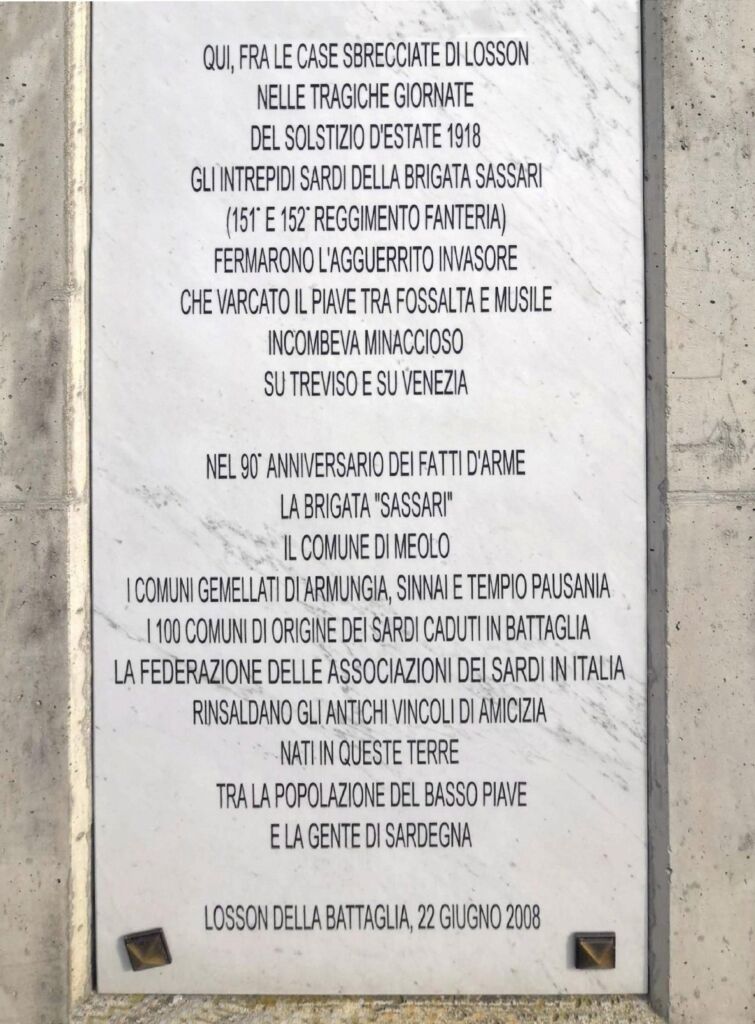 QUI, FRA LE CASE SBRECCIATE DI LOSSON
NELLE TRAGICHE GIORNATE
DEL SOLSTIZIO D'ESTATE 1918
GLI INTREPIDI SARDI DELLA BRIGATA SASSARI
(151° E 152° REGGIMENTO FANTERIA)
FERMARONO L'AGGUERRITO INVASORE
CHE VARCATO IL PIAVE TRA FOSSALTA E MUSILE
INCOMBEVA MINACCIOSO
SU TREVISO E SU VENEZIA
NEL 90° ANNIVERSARIO DEI FATTI D'ARME
LA BRIGATA "SASSARI"
IL COMUNE DI MEOLO
I COMUNI GEMELLATI DI ARMUNGIA, SINNAI E TEMPIO PAUSANIA
I 100 COMUNI DI ORIGINE DEI SARDI CADUTI IN BATTAGLIA
LA FEDERAZIONE DELLE ASSOCIAZIONI DEI SARDI IN ITALIA
RINSALDANO GLI ANTICHI VINCOLI DI AMICIZIA
NATI IN QUESTE TERRE
TRA LA POPOLAZIONE DEL BASSO PIAVE
E LA GENTE DI SARDEGNA
LOSSON DELLA BATTAGLIA, 22 GIUGNO 2008